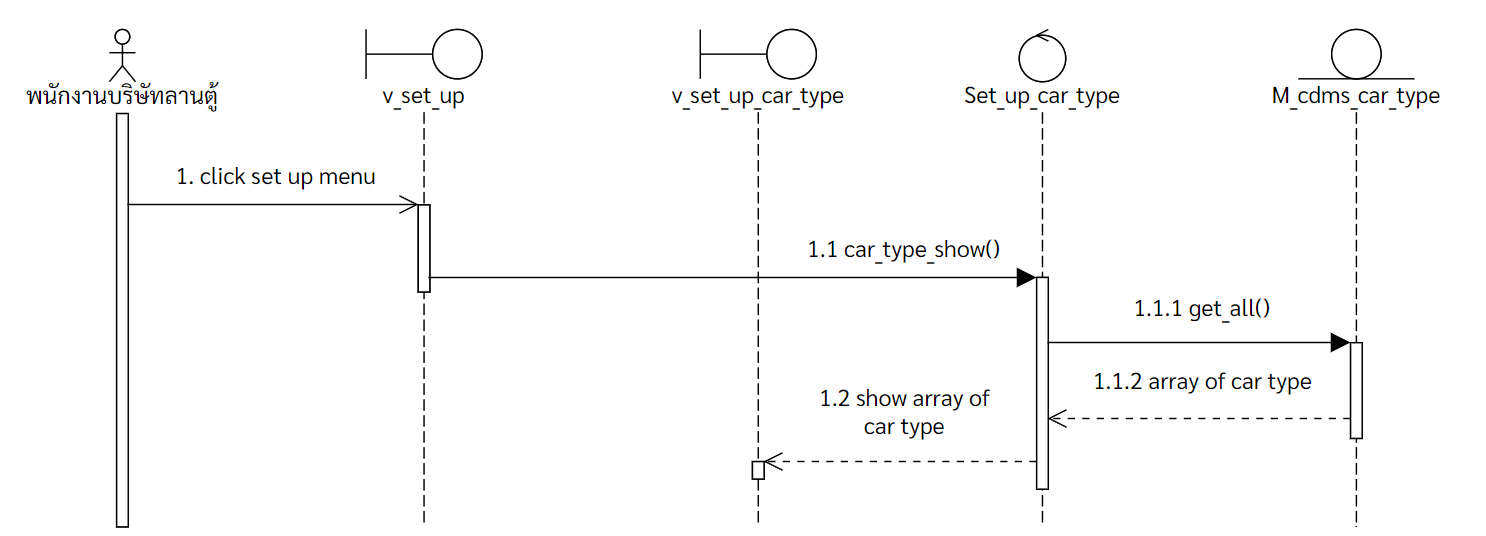 พนักงานบริษัทลานตู้
v_set_up
v_set_up_car_type
Set_up_car_type
M_cdms_car_type
1. click set up menu
1.1 car_type_show()
1.1.1 get_all()
1.1.2 array of car type
1.2 show array of
car type